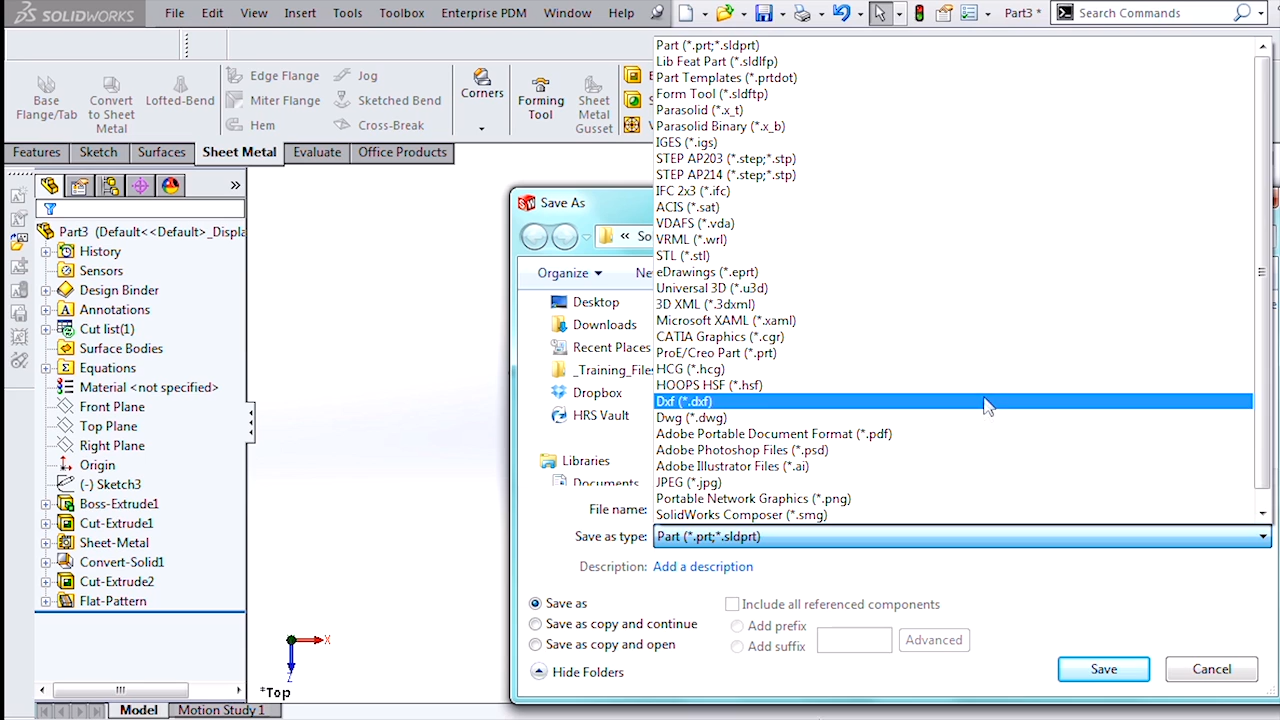 SOLIDWORKS File Edit View Insert Tools Toolbox Enterprise PDM Window Help Part3 * Search Commands
Base Flange/Tab
Convert to Sheet Metal
Lofted-Bend
Edge Flange
Miter Flange
Hem
Jog
Sketched Bend
Cross-Break
Corners
Forming Tool
Sheet Metal Gusset
Features Sketch Surfaces Sheet Metal Evaluate Office Products
Part3 (Default<<Default>_Displa
History
Sensors
Design Binder
Annotations
Cut list(1)
Surface Bodies
Equations
Material <not specified>
Front Plane
Top Plane
Right Plane
Origin
(-) Sketch3
Boss-Extrude1
Cut-Extrude1
Sheet-Metal
Convert-Solid1
Cut-Extrude2
Flat-Pattern
*Top
X
Z
Model Motion Study 1
Save As
« So
Organize Ne
Desktop
Downloads
Recent Places
_Training_Files
Dropbox
HRS Vault
Libraries
Documents
Part (*.prt;*.sldprt)
Lib Feat Part (*.sldlfp)
Part Templates (*.prtdot)
Form Tool (*.sldftp)
Parasolid (*.x_t)
Parasolid Binary (*.x_b)
IGES (*.igs)
STEP AP203 (*.step;*.stp)
STEP AP214 (*.step;*.stp)
IFC 2x3 (*.ifc)
ACIS (*.sat)
VDAFS (*.vda)
VRML (*.wrl)
STL (*.stl)
eDrawings (*.eprt)
Universal 3D (*.u3d)
3D XML (*.3dxml)
Microsoft XAML (*.xaml)
CATIA Graphics (*.cgr)
ProE/Creo Part (*.prt)
HCG (*.hcg)
HOOPS HSF (*.hsf)
Dxf (*.dxf)
Dwg (*.dwg)
Adobe Portable Document Format (*.pdf)
Adobe Photoshop Files (*.psd)
Adobe Illustrator Files (*.ai)
JPEG (*.jpg)
Portable Network Graphics (*.png)
SolidWorks Composer (*.smg)
File name:
Save as type: Part (*.prt;*.sldprt)
Description: Add a description
Save as
Save as copy and continue
Save as copy and open
Include all referenced components
Add prefix
Add suffix
Advanced
Hide Folders
Save
Cancel